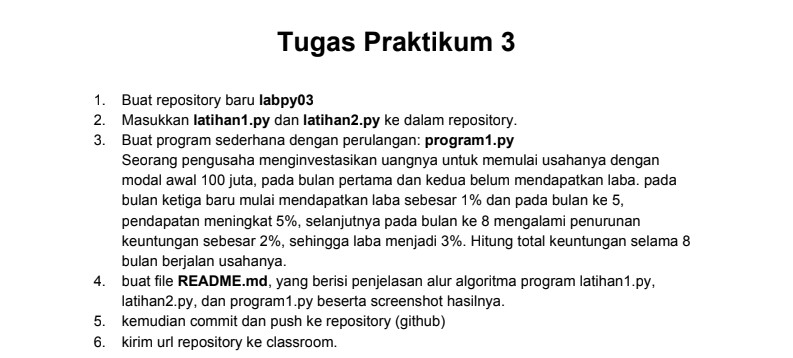 Tugas Praktikum 3
1. Buat repository baru labpy03
2. Masukkan latihan1.py dan latihan2.py ke dalam repository.
3. Buat program sederhana dengan perulangan: program1.py
Seorang pengusaha menginvestasikan uangnya untuk memulai usahanya dengan
modal awal 100 juta, pada bulan pertama dan kedua belum mendapatkan laba. pada
bulan ketiga baru mulai mendapatkan laba sebesar 1% dan pada bulan ke 5,
pendapatan meningkat 5%, selanjutnya pada bulan ke 8 mengalami penurunan
keuntungan sebesar 2%, sehingga laba menjadi 3%. Hitung total keuntungan selama 8
bulan berjalan usahanya.
4. buat file README.md, yang berisi penjelasan alur algoritma program latihan1.py,
latihan2.py, dan program1.py beserta screenshot hasilnya.
5. kemudian commit dan push ke repository (github)
6. kirim url repository ke classroom.